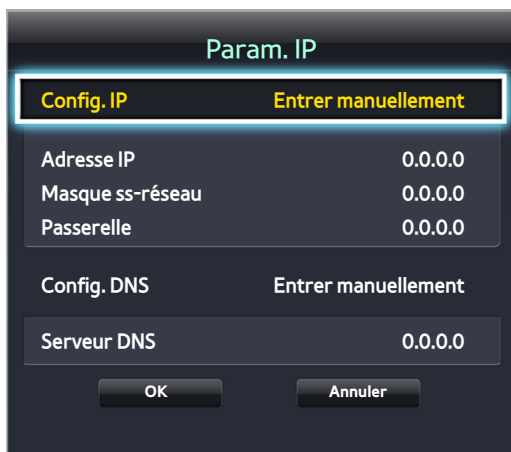 Param. IP
Config. IP Entrer manuellement
Adresse IP 0.0.0.0
Masque ss-réseau 0.0.0.0
Passerelle 0.0.0.0
Config. DNS Entrer manuellement
Serveur DNS 0.0.0.0
OK Annuler